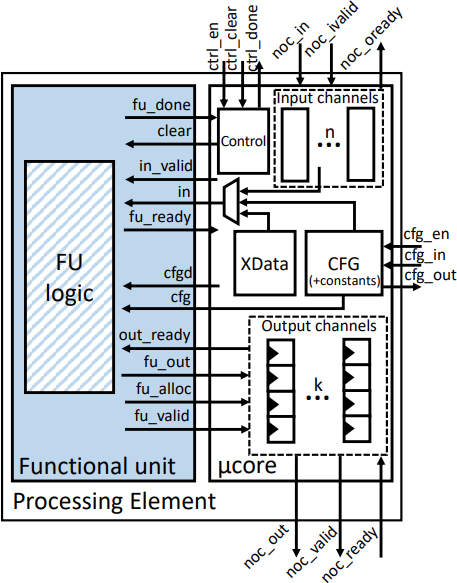 ctrl_en
ctrl_clear
ctrl_done
noc_in
noc_ivalid
noc_oready
fu_done
clear
in_valid
in
fu_ready
cfgd
cfg
out_ready
fu_out
fu_alloc
fu_valid
FU
logic
Control
Input channels
n
...
XData
CFG
(+constants)
cfg_en
cfg_in
cfg_out
Output channels
k
...
Functional unit
μcore
Processing Element
noc_out
noc_valid
noc_ready